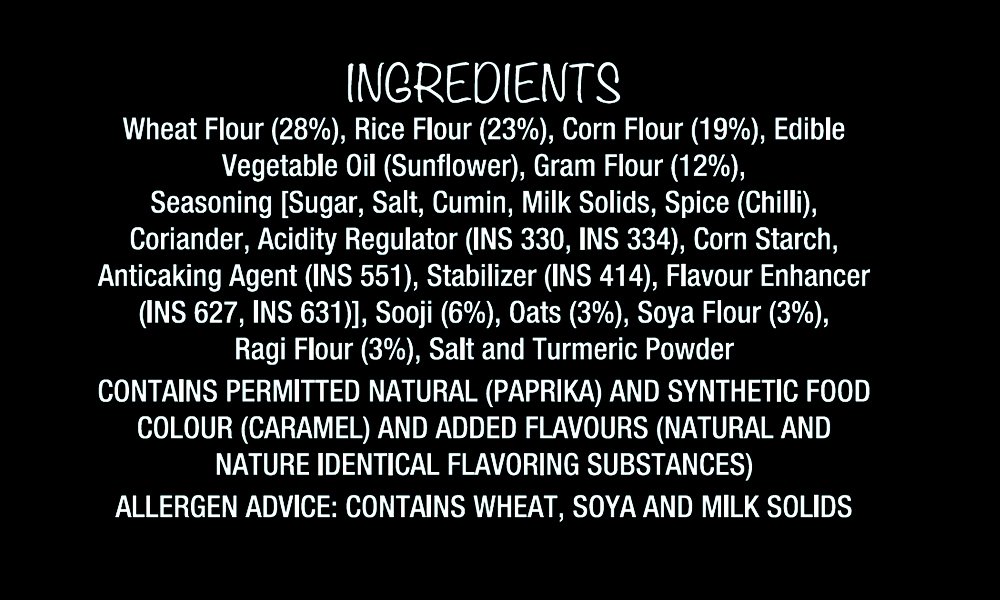 INGREDIENTS
Wheat Flour (28%), Rice Flour (23%), Corn Flour (19%), Edible
Vegetable Oil (Sunflower), Gram Flour (12%),
Seasoning [Sugar, Salt, Cumin, Milk Solids, Spice (Chilli),
Coriander, Acidity Regulator (INS 330, INS 334), Corn Starch,
Anticaking Agent (INS 551), Stabilizer (INS 414), Flavour Enhancer
(INS 627, INS 631)], Sooji (6%), Oats (3%), Soya Flour (3%),
Ragi Flour (3%), Salt and Turmeric Powder
CONTAINS PERMITTED NATURAL (PAPRIKA) AND SYNTHETIC FOOD
COLOUR (CARAMEL) AND ADDED FLAVOURS (NATURAL AND
NATURE IDENTICAL FLAVORING SUBSTANCES)
ALLERGEN ADVICE: CONTAINS WHEAT, SOYA AND MILK SOLIDS